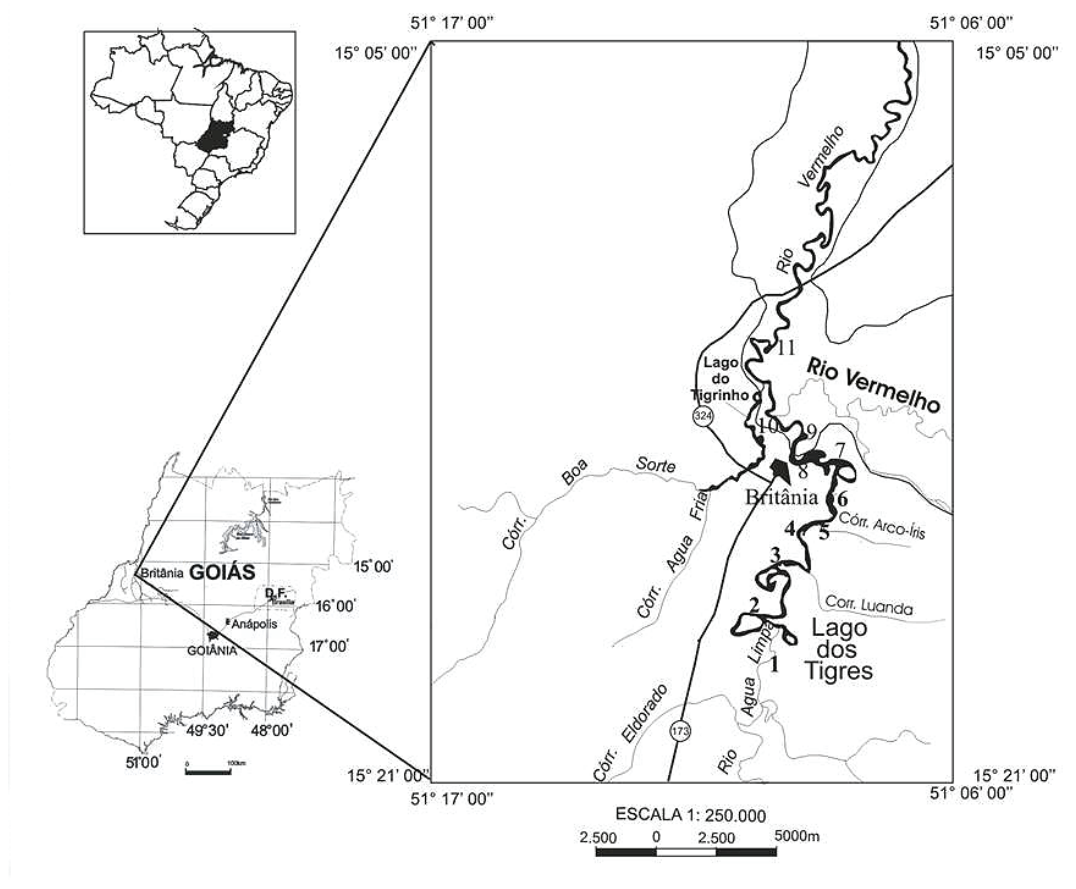 51° 17' 00"
51° 06' 00"
15° 05' 00"
15° 05' 00"
Rio
Vermelho
11
Lago
do
Tigrinho
Rio Vermelho
324
10
9
8
7
Britânia
6
Córr. Boa Sorte
Córr. Agua Fria
4
5
Córr. Arco-Íris
3
Corr. Luanda
2
Lago
dos
Tigres
1
Rio Agua Limpa
Córr. Eldorado
173
Britânia
GOIÁS
D.F.
Brasília
Anápolis
GOIÂNIA
15°00'
16°00'
17°00'
49°30'
48°00'
51°00'
0 100km
15° 21' 00"
15° 21' 00"
51° 17' 00"
51° 06' 00"
ESCALA 1: 250.000
2.500 0 2.500 5000m